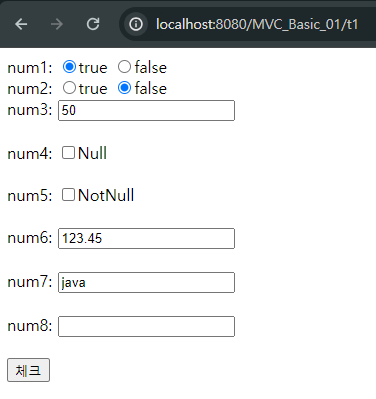 localhost:8080/MVC_Basic_01/t1
num1: true false
num2: true false
num3: 50
num4: Null
num5: NotNull
num6: 123.45
num7: java
num8:
체크